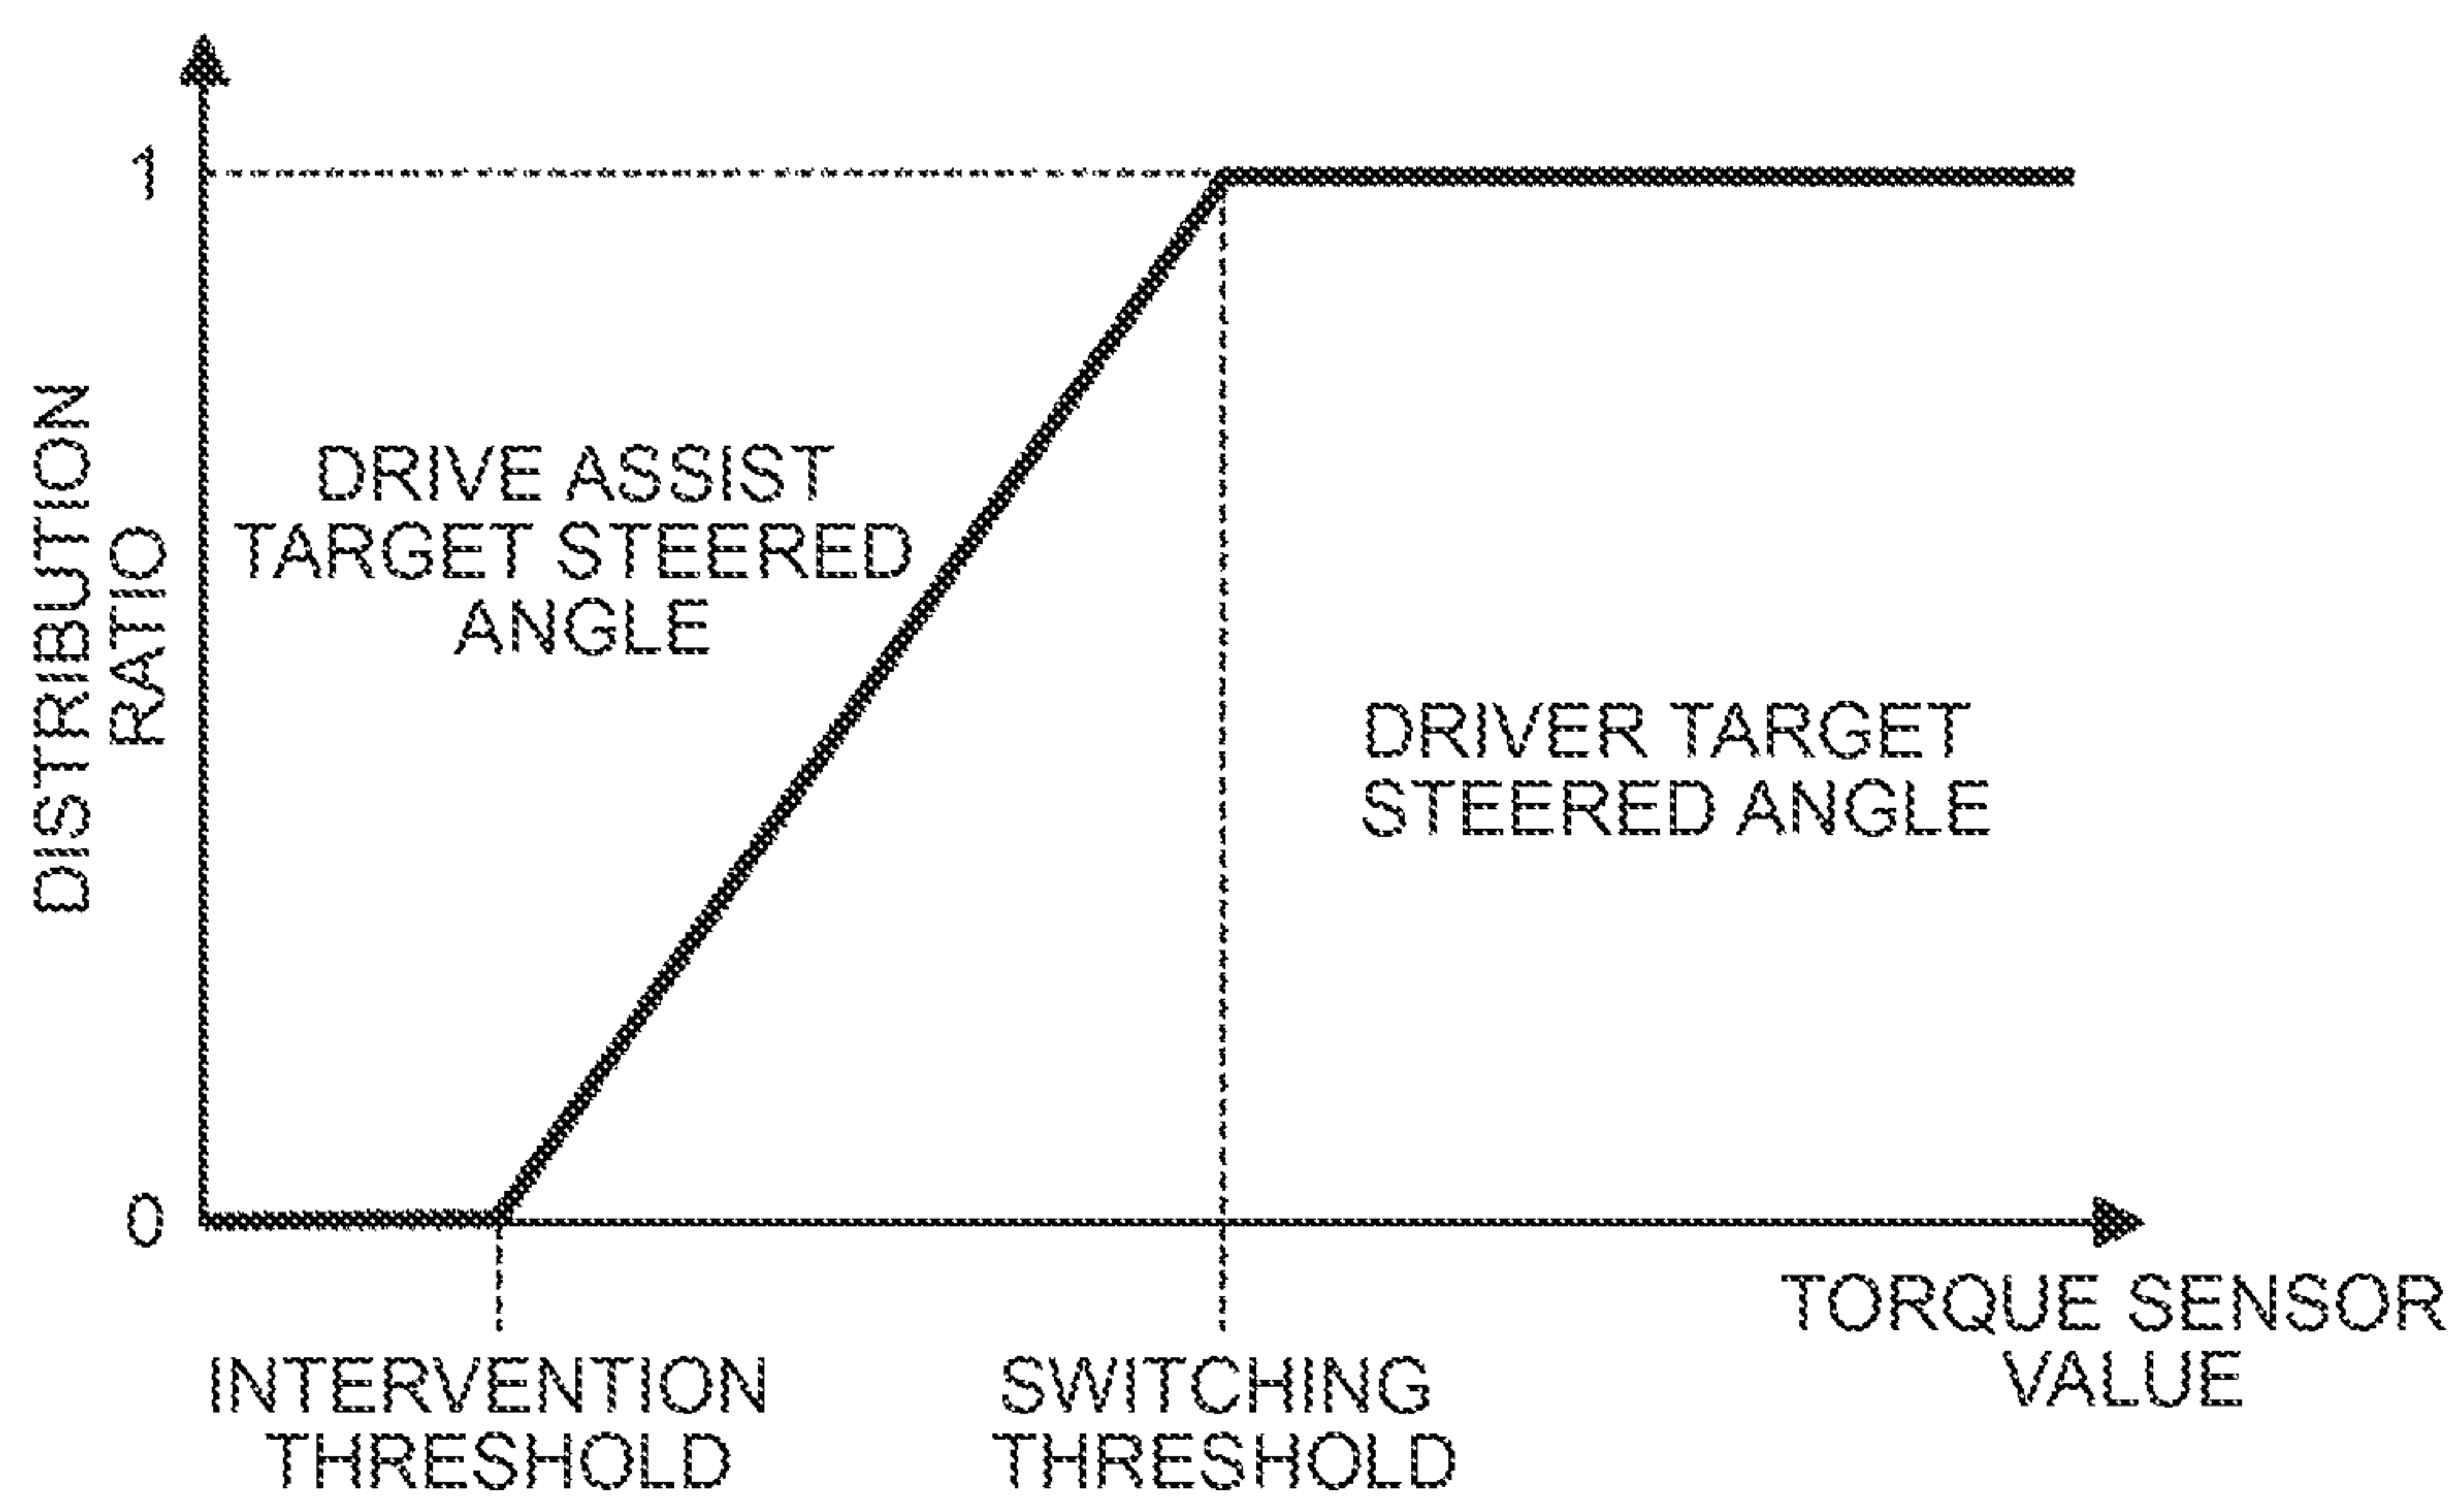 1
DISTRIBUTION
RATIO
DRIVE ASSIST
TARGET STEERED
ANGLE
DRIVER TARGET
STEERED ANGLE
0
TORQUE SENSOR
VALUE
INTERVENTION
THRESHOLD
SWITCHING
THRESHOLD